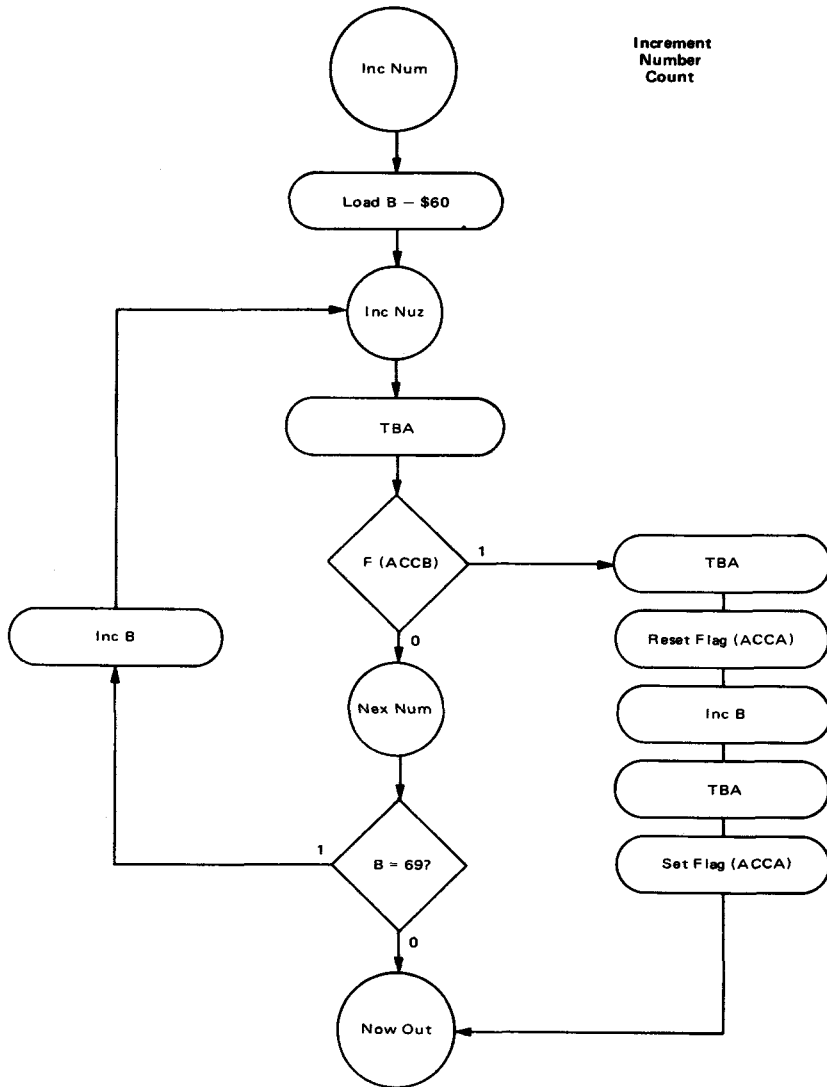 Increment
Number
Count
Inc Num
Load B – $60
Inc Nuz
TBA
F (ACCB)
1
TBA
0
Reset Flag (ACCA)
Inc B
Nex Num
Inc B
TBA
1
B = 69?
Set Flag (ACCA)
0
Now Out